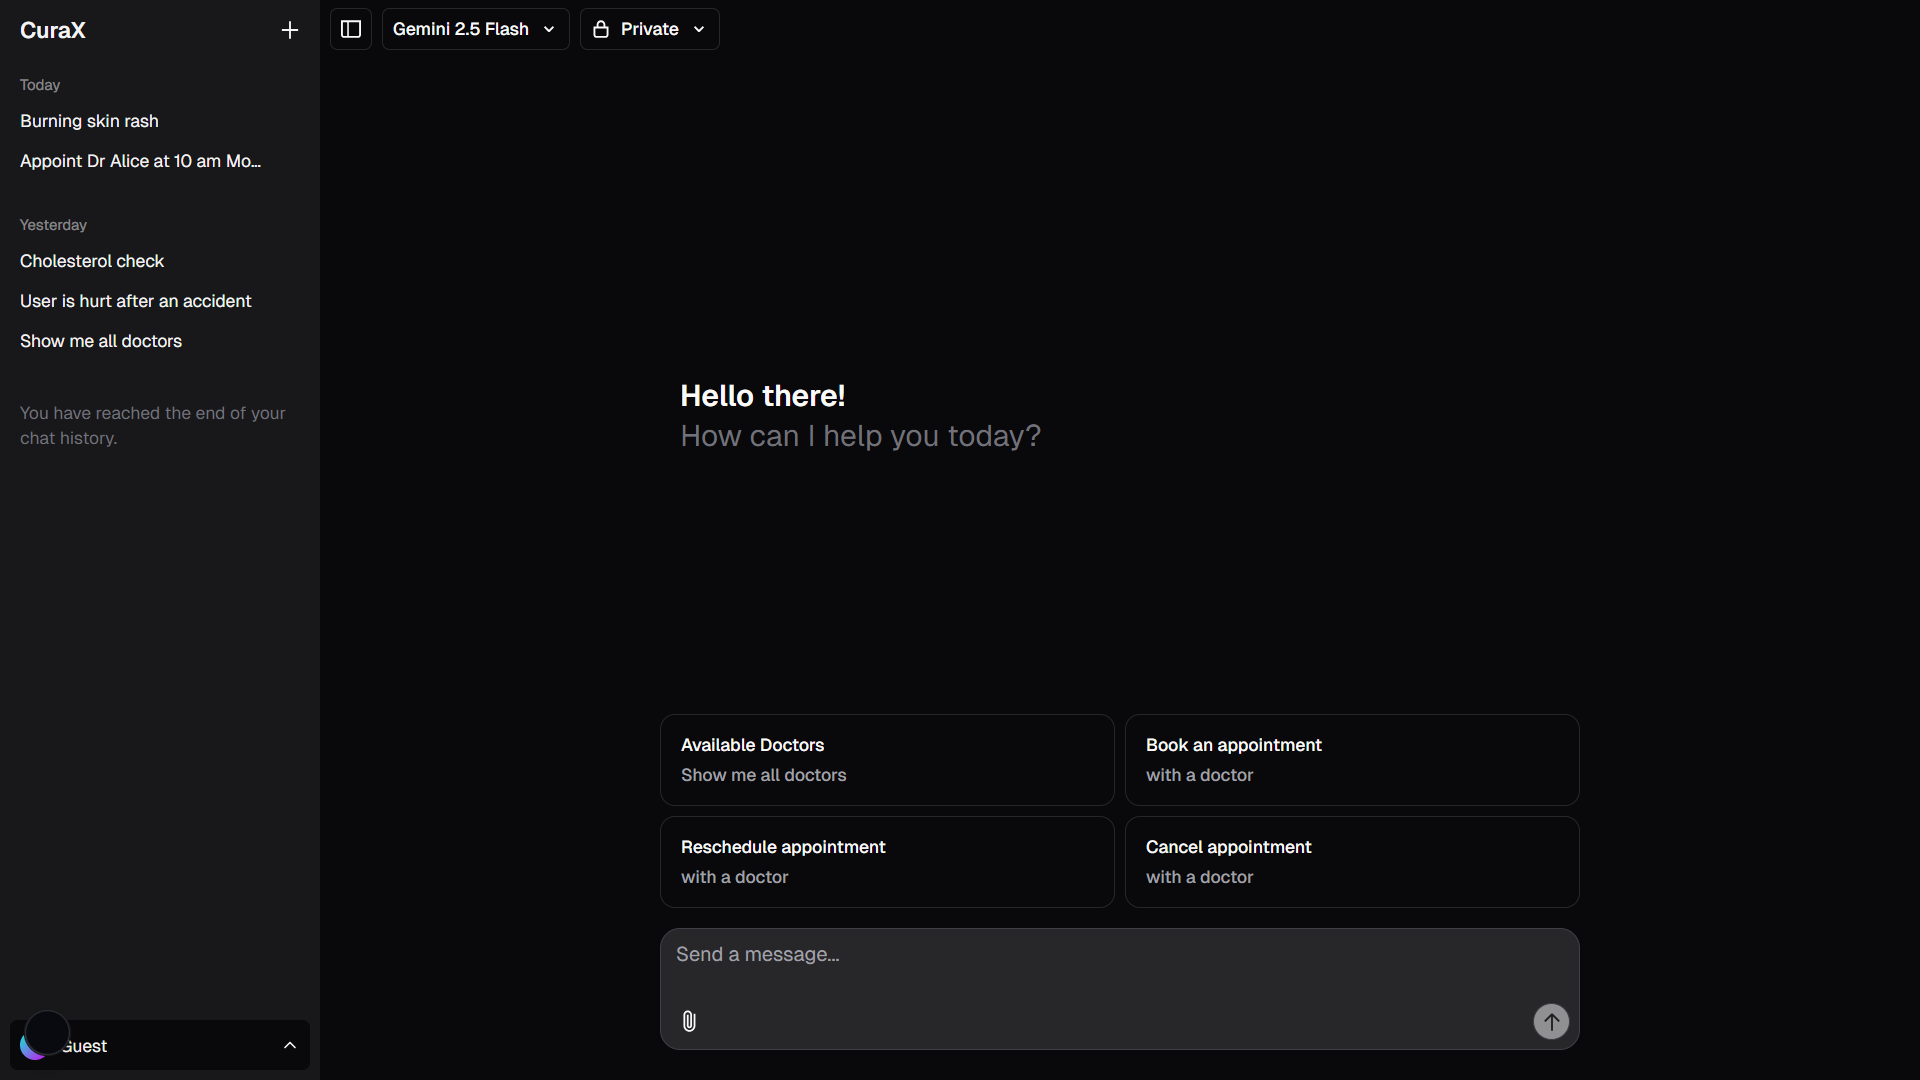 CuraX
Today
Burning skin rash
Appoint Dr Alice at 10 am Mo...
Yesterday
Cholesterol check
User is hurt after an accident
Show me all doctors
You have reached the end of your
chat history.
Guest
Gemini 2.5 Flash
Private
Hello there!
How can I help you today?
Available Doctors
Show me all doctors
Book an appointment
with a doctor
Reschedule appointment
with a doctor
Cancel appointment
with a doctor
Send a message...